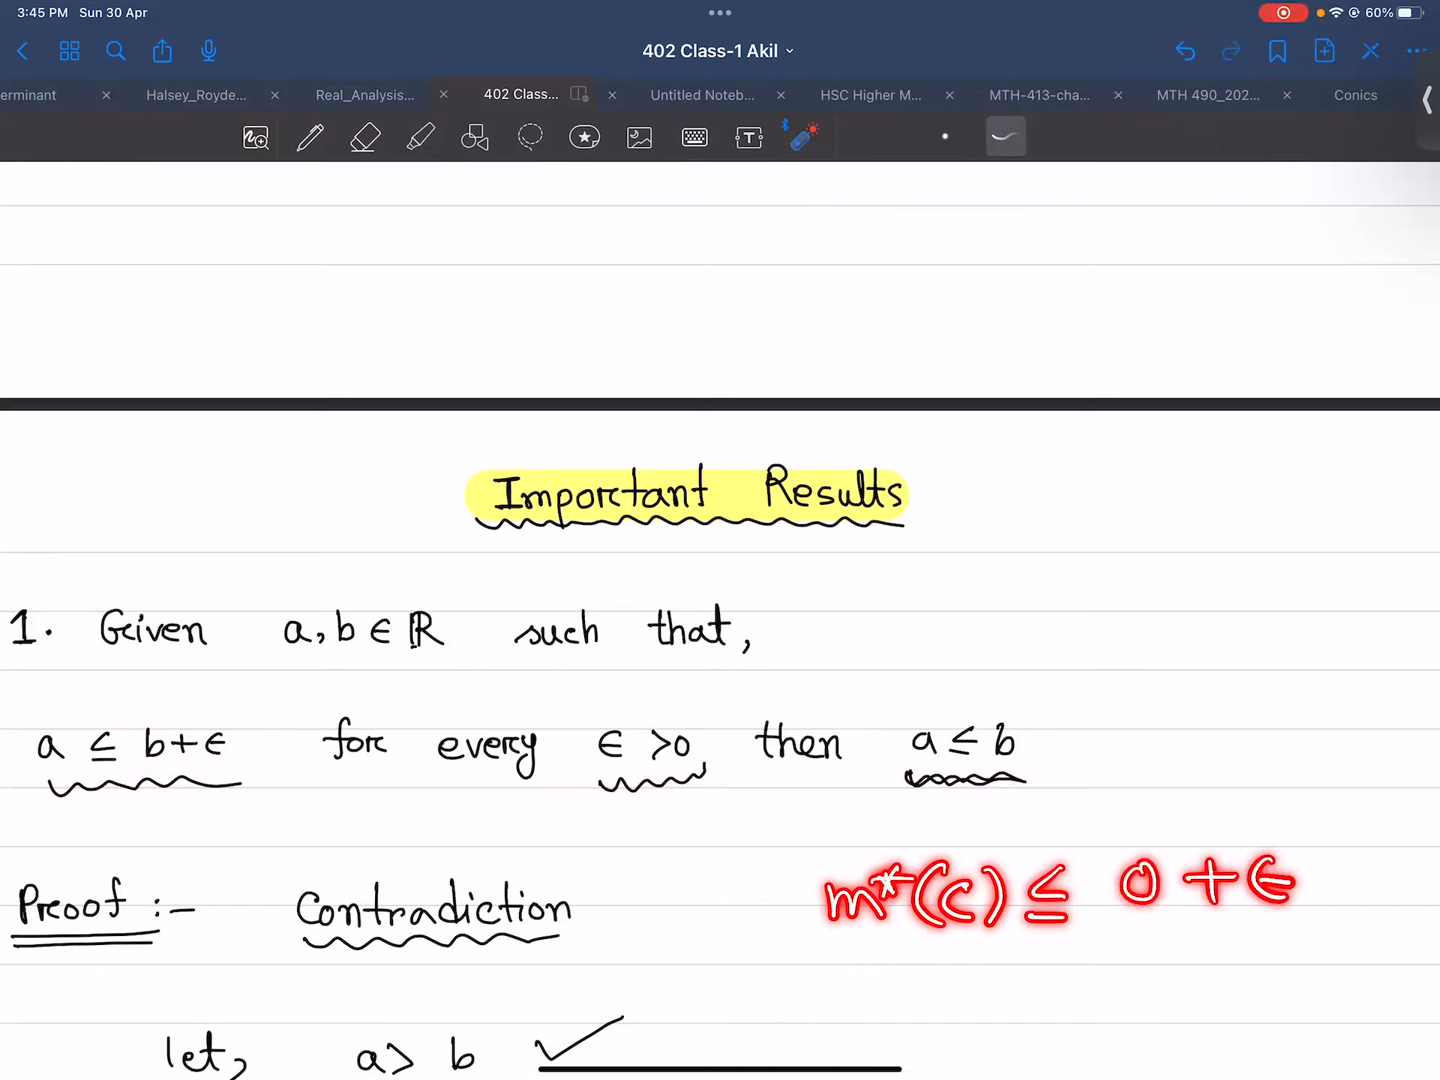 3:45 PM Sun 30 Apr
60%
402 Class-1 Akil
erminant
Halsey_Royde...
Real_Analysis...
402 Class...
Untitled Noteb...
HSC Higher M...
MTH-413-cha...
MTH 490_202...
Conics
Important Results
1. Given a, b ∈ ℝ such that,
a ≤ b+ϵ for every ϵ >0 then a ≤ b
Proof :- Contradiction
m*(C) ≤ 0 + ϵ
let, a > b ✓